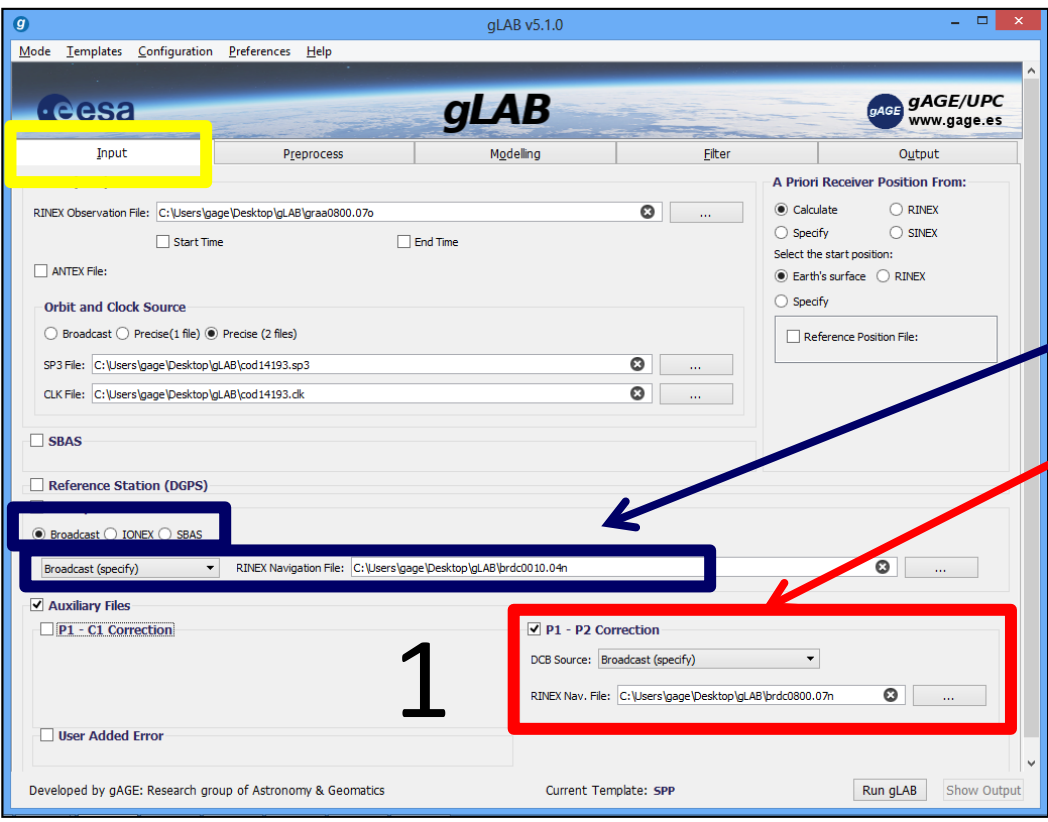 gLAB v5.1.0
Mode Templates Configuration Preferences Help
esa
gLAB
gAGE
gAGE/UPC
www.gage.es
Input Preprocess Modelling Filter Output
A Priori Receiver Position From:
RINEX Observation File: C:\Users\gage\Desktop\gLAB\graa0800.07o ...
Calculate RINEX
Start Time End Time
Specify SINEX
Select the start position:
ANTEX File:
Earth's surface RINEX
Orbit and Clock Source
Specify
Broadcast Precise(1 file) Precise (2 files)
Reference Position File:
SP3 File: C:\Users\gage\Desktop\gLAB\cod14193.sp3 ...
CLK File: C:\Users\gage\Desktop\gLAB\cod14193.clk ...
SBAS
Reference Station (DGPS)
Broadcast IONEX SBAS
Broadcast (specify) RINEX Navigation File: C:\Users\gage\Desktop\gLAB\brdc0010.04n ...
Auxiliary Files
P1 - C1 Correction
P1 - P2 Correction
1
DCB Source: Broadcast (specify)
RINEX Nav. File: C:\Users\gage\Desktop\gLAB\brdc0800.07n ...
User Added Error
Developed by gAGE: Research group of Astronomy & Geomatics
Current Template: SPP
Run gLAB Show Output